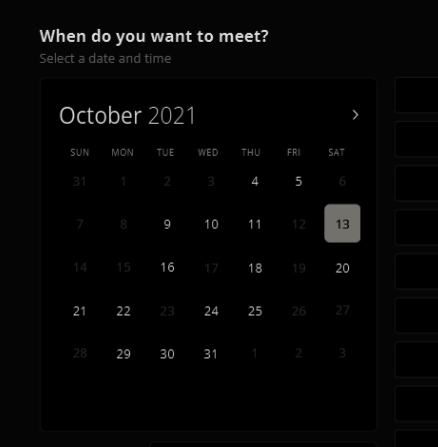 When do you want to meet?
Select a date and time
October 2021
SUN MON TUE WED THU FRI SAT
31 1 2 3 4 5 6
7 8 9 10 11 12 13
14 15 16 17 18 19 20
21 22 23 24 25 26 27
28 29 30 31 1 2 3